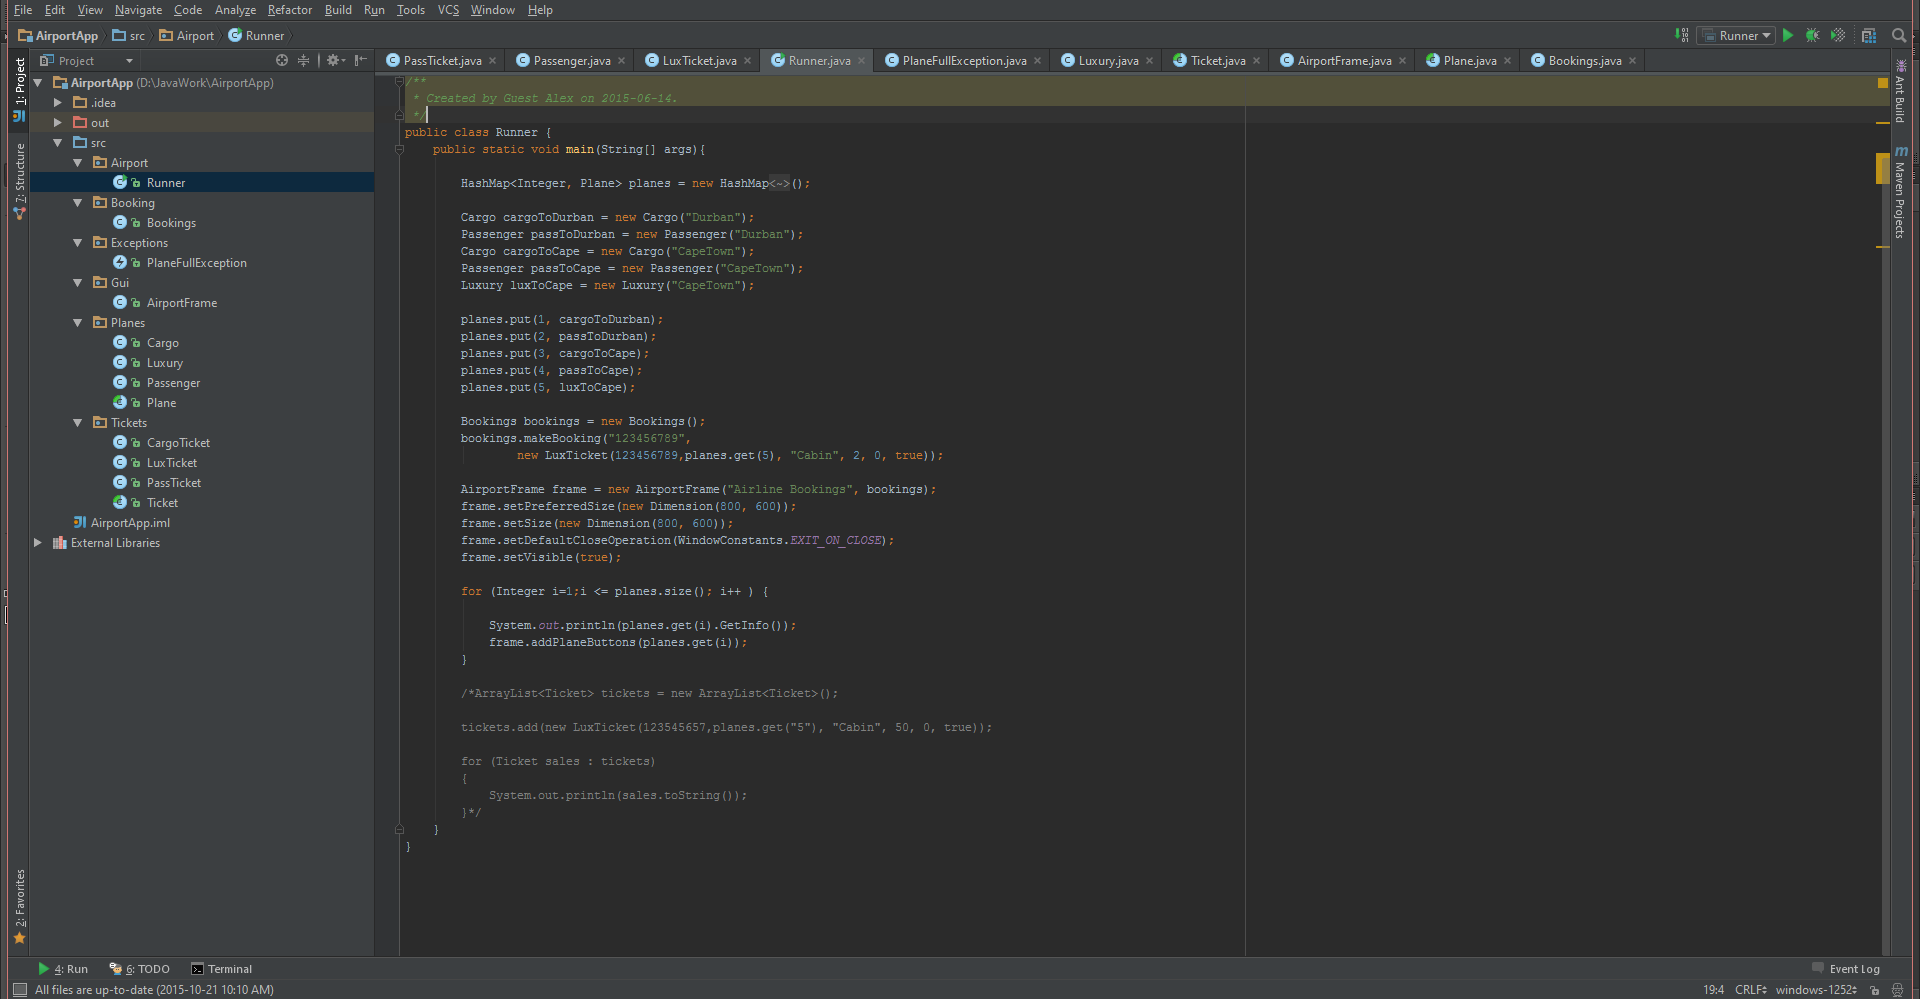 File Edit View Navigate Code Analyze Refactor Build Run Tools VCS Window Help
AirportApp src Airport Runner
Runner
1: Project
7: Structure
2: Favorites
Project
AirportApp (D:\JavaWork\AirportApp)
.idea
out
src
Airport
Runner
Booking
Bookings
Exceptions
PlaneFullException
Gui
AirportFrame
Planes
Cargo
Luxury
Passenger
Plane
Tickets
CargoTicket
LuxTicket
PassTicket
Ticket
AirportApp.iml
External Libraries
PassTicket.java Passenger.java LuxTicket.java Runner.java PlaneFullException.java Luxury.java Ticket.java AirportFrame.java Plane.java Bookings.java
/**
* Created by Guest Alex on 2015-06-14.
*/
public class Runner {
public static void main(String[] args){
HashMap<Integer, Plane> planes = new HashMap<~>();
Cargo cargoToDurban = new Cargo("Durban");
Passenger passToDurban = new Passenger("Durban");
Cargo cargoToCape = new Cargo("CapeTown");
Passenger passToCape = new Passenger("CapeTown");
Luxury luxToCape = new Luxury("CapeTown");
planes.put(1, cargoToDurban);
planes.put(2, passToDurban);
planes.put(3, cargoToCape);
planes.put(4, passToCape);
planes.put(5, luxToCape);
Bookings bookings = new Bookings();
bookings.makeBooking("123456789",
new LuxTicket(123456789,planes.get(5), "Cabin", 2, 0, true));
AirportFrame frame = new AirportFrame("Airline Bookings", bookings);
frame.setPreferredSize(new Dimension(800, 600));
frame.setSize(new Dimension(800, 600));
frame.setDefaultCloseOperation(WindowConstants.EXIT_ON_CLOSE);
frame.setVisible(true);
for (Integer i=1;i <= planes.size(); i++ ) {
System.out.println(planes.get(i).GetInfo());
frame.addPlaneButtons(planes.get(i));
}
/*ArrayList<Ticket> tickets = new ArrayList<Ticket>();
tickets.add(new LuxTicket(123545657,planes.get("5"), "Cabin", 50, 0, true));
for (Ticket sales : tickets)
{
System.out.println(sales.toString());
}*/
}
}
Ant Build
Maven Projects
4: Run 6: TODO Terminal
Event Log
All files are up-to-date (2015-10-21 10:10 AM)
19:4 CRLF windows-1252